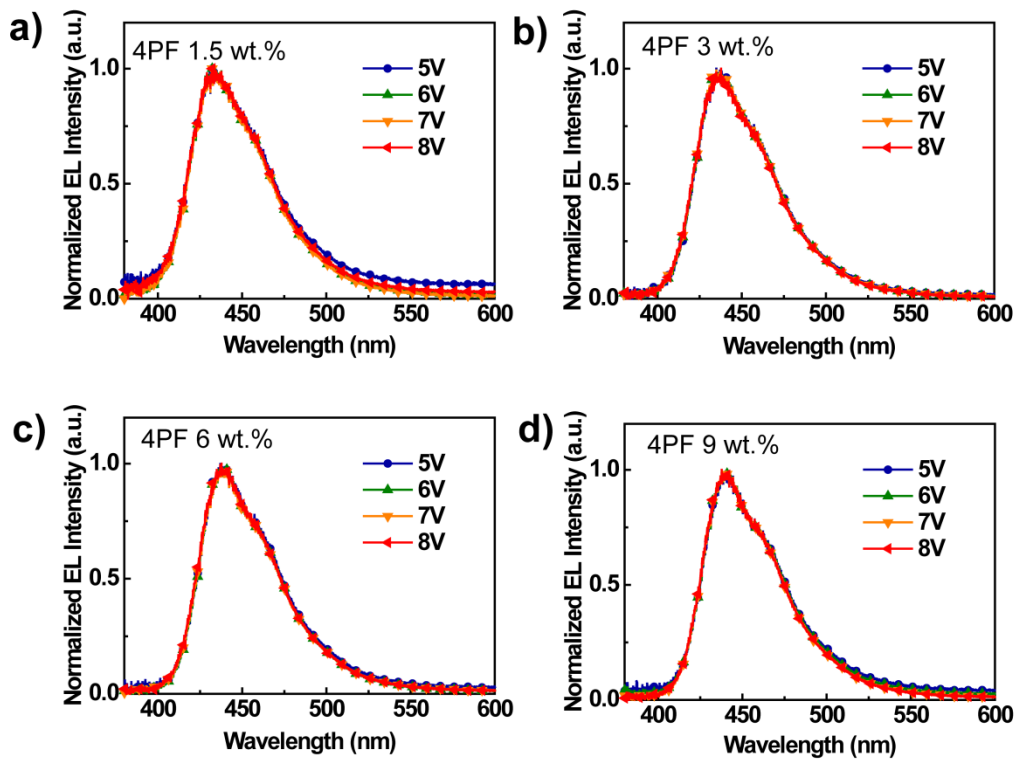 a)
4PF 1.5 wt.%
Normalized EL Intensity (a.u.)
1.0
0.5
0.0
5V
6V
7V
8V
400 450 500 550 600
Wavelength (nm)
b)
4PF 3 wt.%
Normalized EL Intensity (a.u.)
1.0
0.5
0.0
5V
6V
7V
8V
400 450 500 550 600
Wavelength (nm)
c)
4PF 6 wt.%
Normalized EL Intensity (a.u.)
1.0
0.5
0.0
5V
6V
7V
8V
400 450 500 550 600
Wavelength (nm)
d)
4PF 9 wt.%
Normalized EL Intensity (a.u.)
1.0
0.5
0.0
5V
6V
7V
8V
400 450 500 550 600
Wavelength (nm)